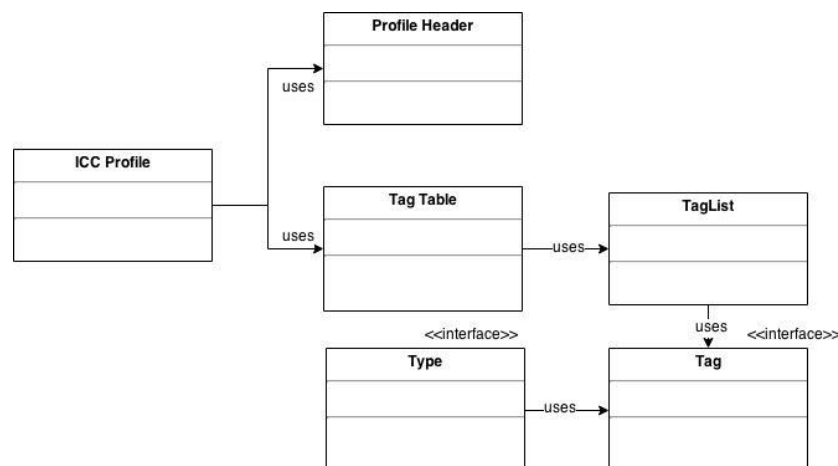 Profile Header
uses
ICC Profile
uses
Tag Table
uses
TagList
uses
<<interface>>
Type
uses
<<interface>>
Tag